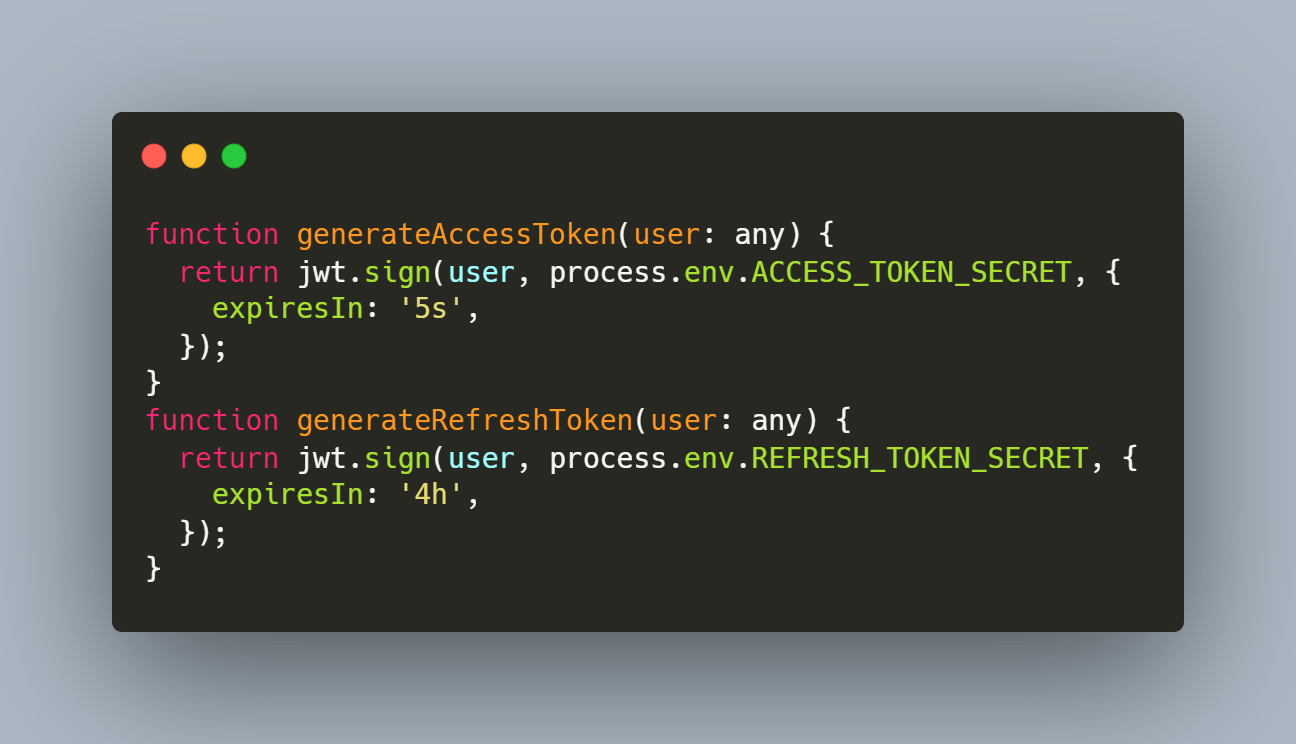 function generateAccessToken(user: any) {
  return jwt.sign(user, process.env.ACCESS_TOKEN_SECRET, {
    expiresIn: '5s',
  });
}
function generateRefreshToken(user: any) {
  return jwt.sign(user, process.env.REFRESH_TOKEN_SECRET, {
    expiresIn: '4h',
  });
}